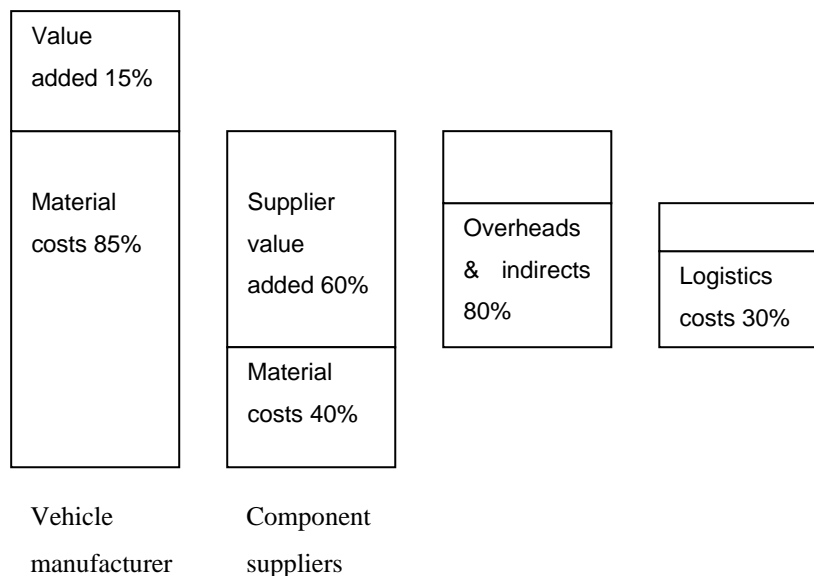 Value
added 15%
Material
costs 85%
Supplier
value
added 60%
Material
costs 40%
Overheads
& indirects
80%
Logistics
costs 30%
Vehicle
manufacturer
Component
suppliers